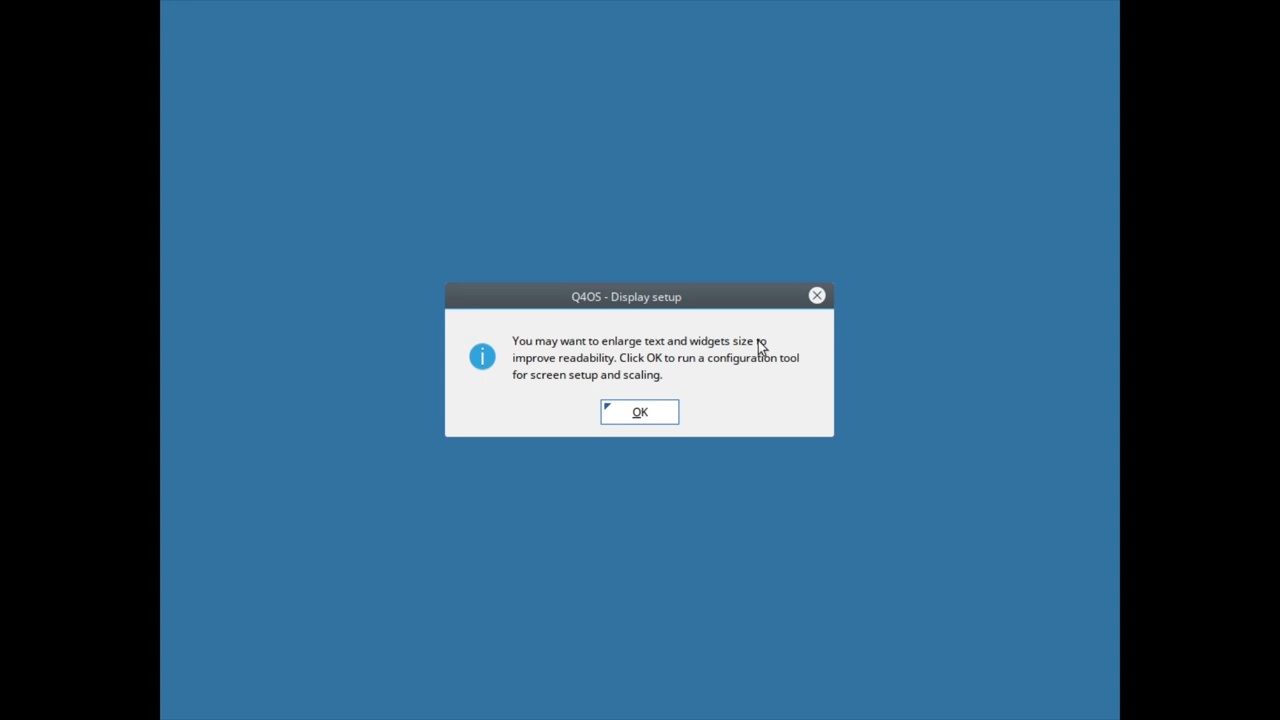 Q4OS - Display setup
You may want to enlarge text and widgets size to
improve readability. Click OK to run a configuration tool
for screen setup and scaling.
OK